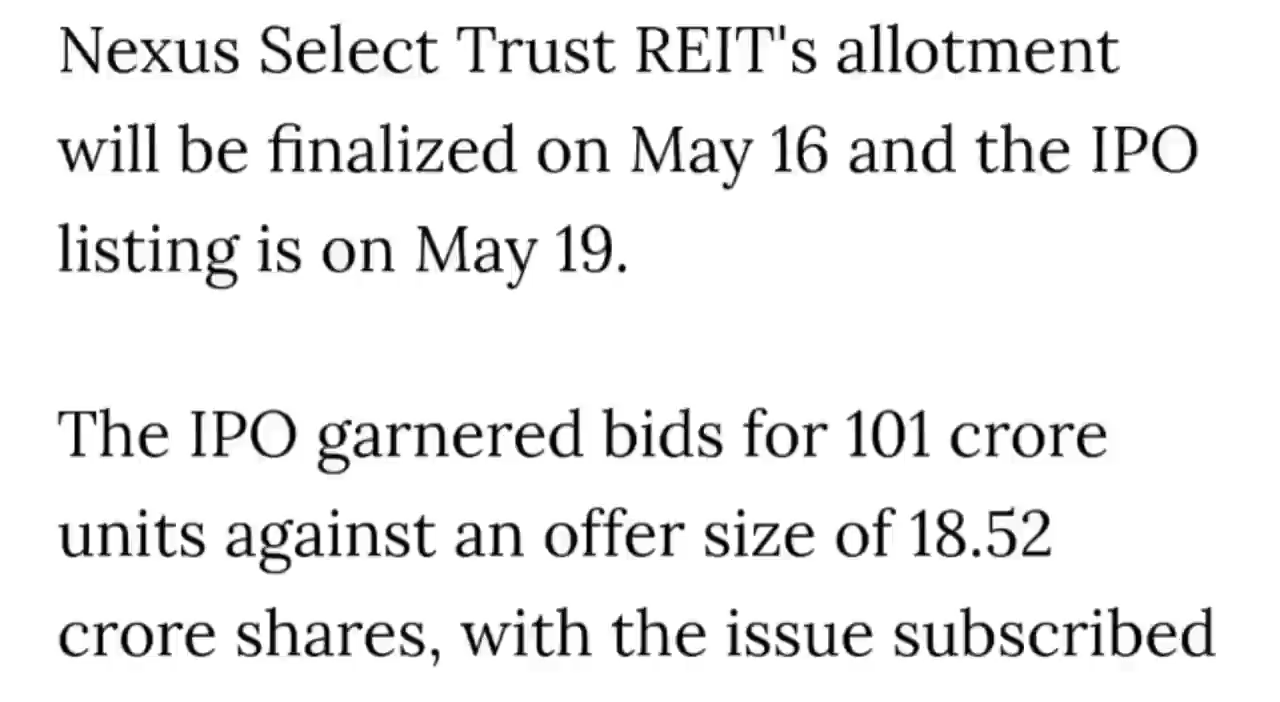 Nexus Select Trust REIT's allotment
will be finalized on May 16 and the IPO
listing is on May 19.
The IPO garnered bids for 101 crore
units against an offer size of 18.52
crore shares, with the issue subscribed